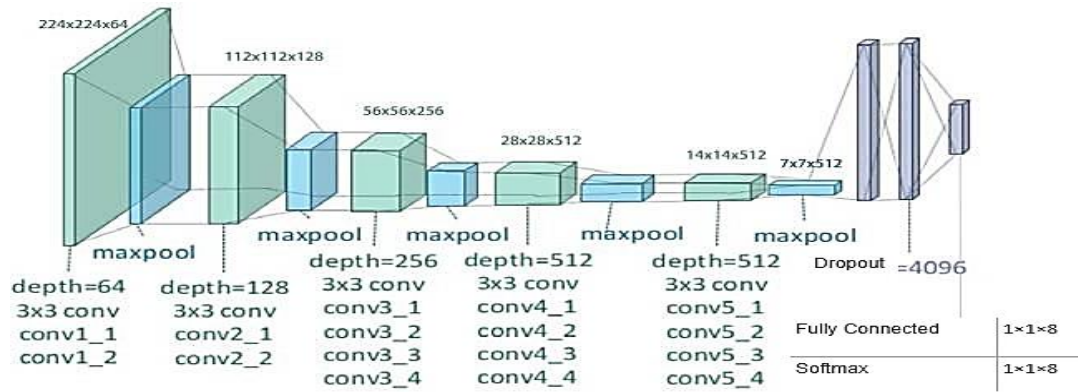 224x224x64
112x112x128
56x56x256
28x28x512
14x14x512
7x7x512
maxpool
maxpool
maxpool
maxpool
maxpool
depth=64
3x3 conv
conv1_1
conv1_2
depth=128
3x3 conv
conv2_1
conv2_2
depth=256
3x3 conv
conv3_1
conv3_2
conv3_3
conv3_4
depth=512
3x3 conv
conv4_1
conv4_2
conv4_3
conv4_4
depth=512
3x3 conv
conv5_1
conv5_2
conv5_3
conv5_4
Dropout =4096
Fully Connected 1×1×8
Softmax 1×1×8